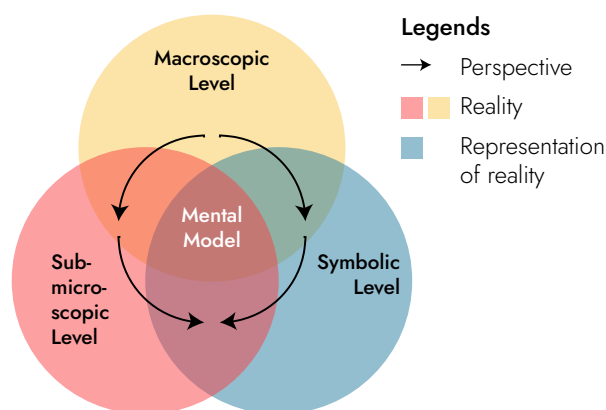 Macroscopic
Level
Mental
Model
Sub-
micro-
scopic
Level
Symbolic
Level
Legends
Perspective
Reality
Representation
of reality